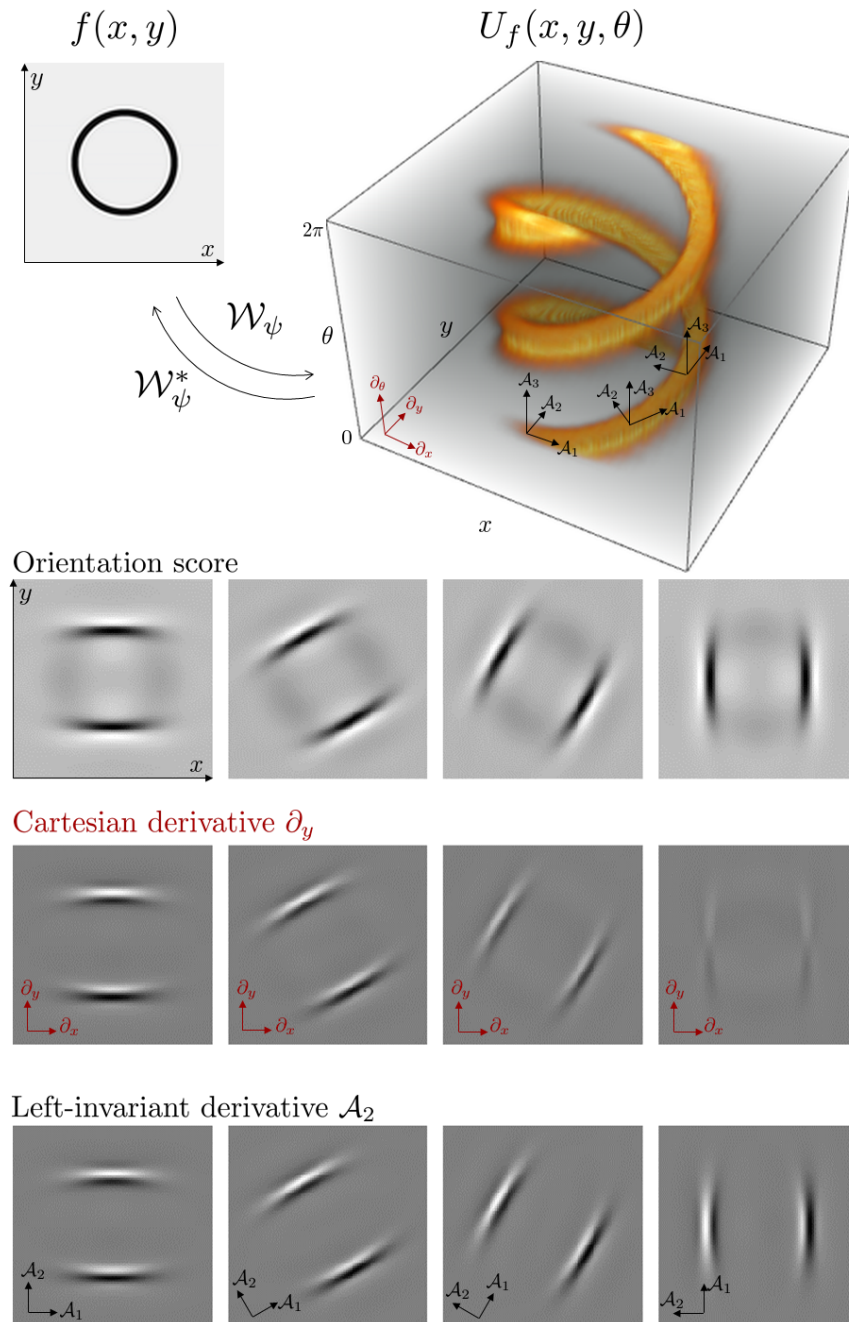 f(x, y)
U_f(x, y, θ)
y
x
𝒲_ψ
𝒲_ψ^*
2π
θ
0
y
x
∂_θ
∂_y
∂_x
𝒜_3
𝒜_2
𝒜_1
𝒜_3
𝒜_2
𝒜_1
𝒜_3
𝒜_2
𝒜_1
Orientation score
y
x
Cartesian derivative ∂_y
∂_y
∂_x
∂_y
∂_x
∂_y
∂_x
∂_y
∂_x
Left-invariant derivative 𝒜_2
𝒜_2
𝒜_1
𝒜_2
𝒜_1
𝒜_2
𝒜_1
𝒜_2
𝒜_1